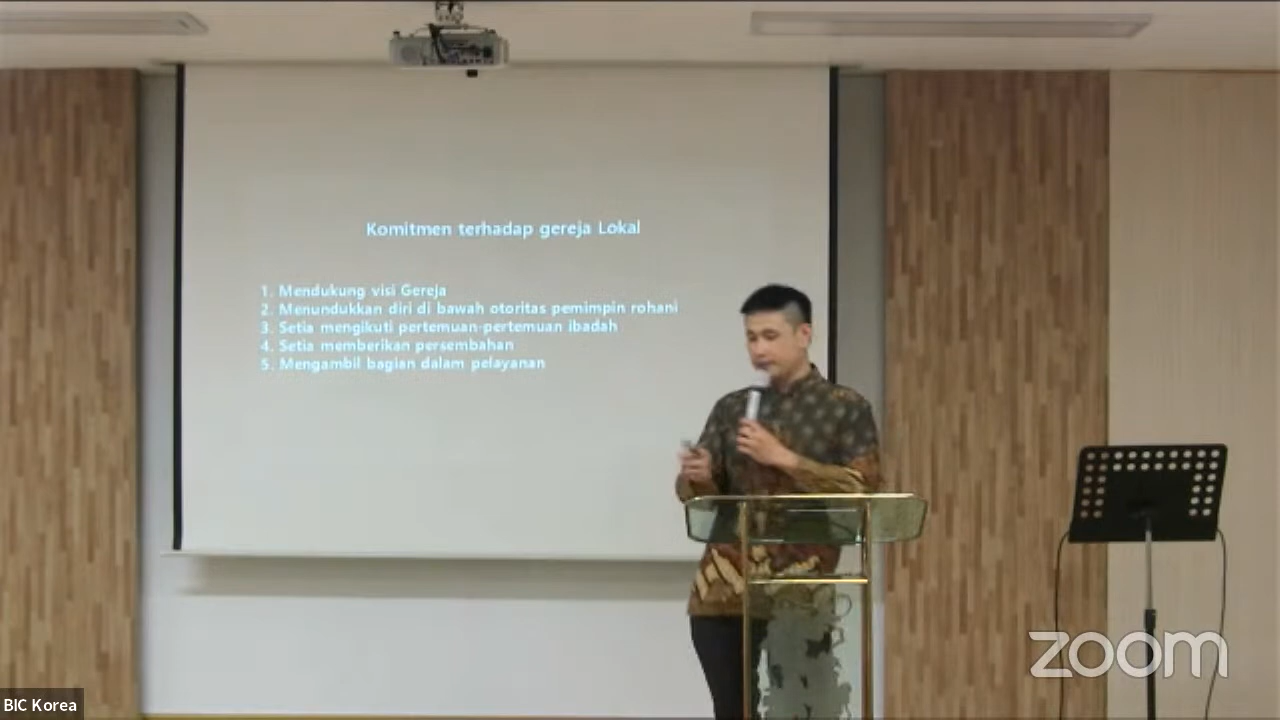 Komitmen terhadap gereja Lokal
1. Mendukung visi Gereja
2. Menundukkan diri di bawah otoritas pemimpin rohani
3. Setia mengikuti pertemuan-pertemuan ibadah
4. Setia memberikan persembahan
5. Mengambil bagian dalam pelayanan
zoom
BIC Korea